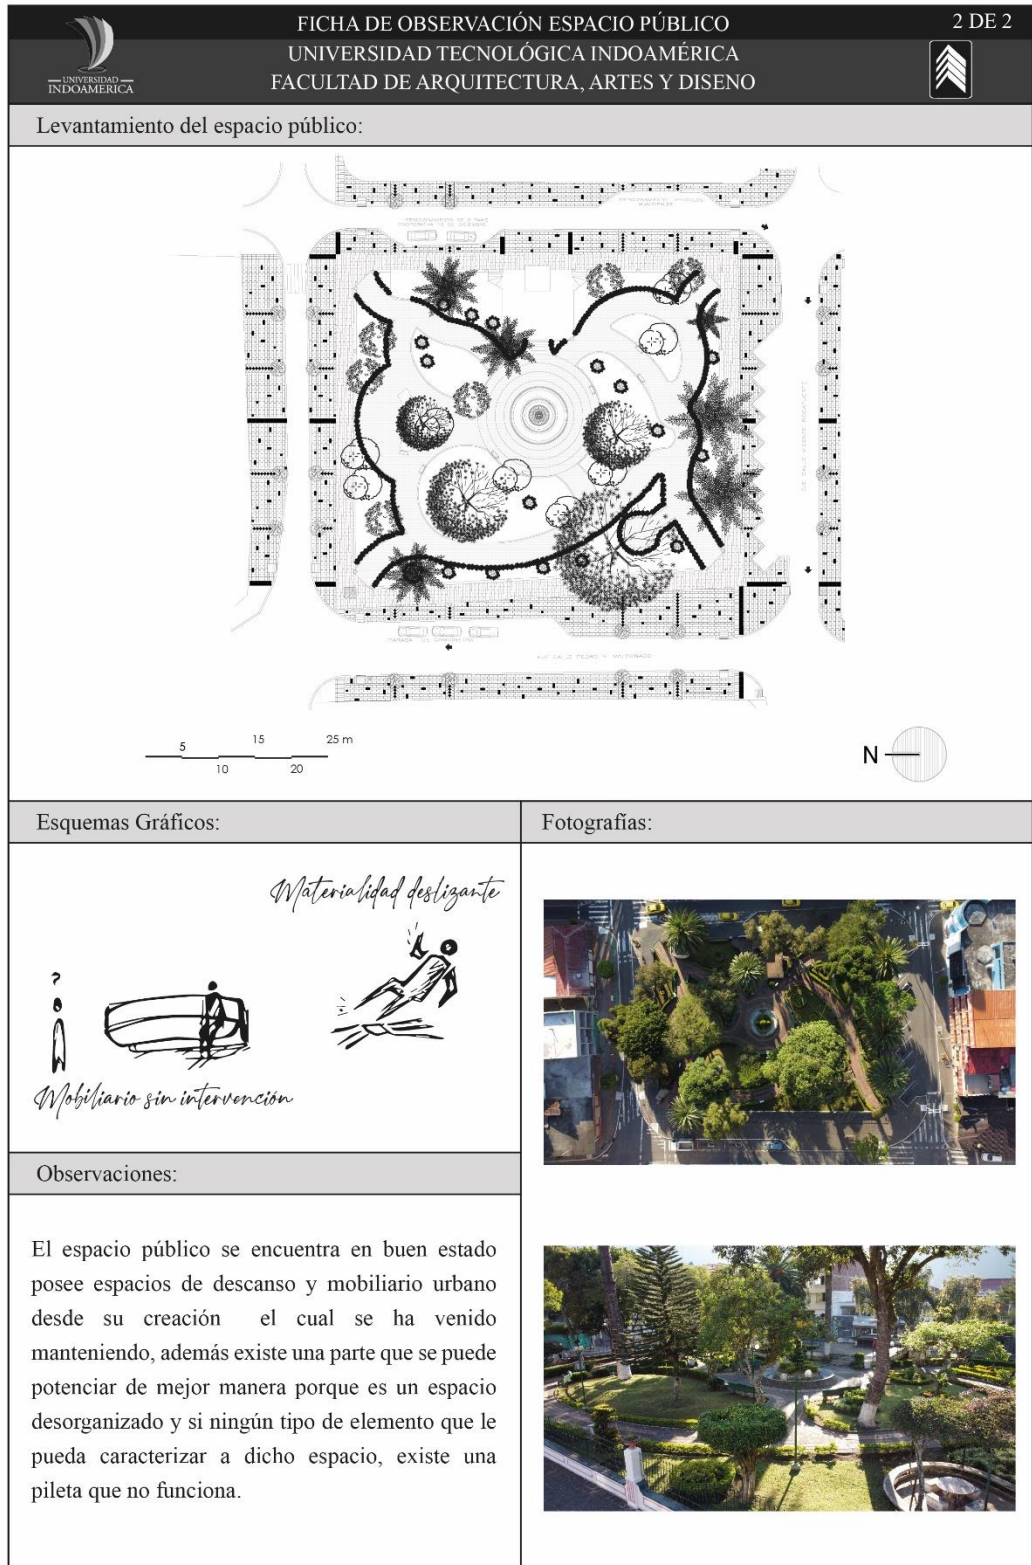 FICHA DE OBSERVACIÓN ESPACIO PÚBLICO
2 DE 2
UNIVERSIDAD TECNOLÓGICA INDOAMÉRICA
FACULTAD DE ARQUITECTURA, ARTES Y DISENO
UNIVERSIDAD
INDOAMERICA
Levantamiento del espacio público:
5
15
25 m
10
20
N
Esquemas Gráficos:
Fotografías:
Materialidad deslizante
?
Mobiliario sin intervención
Observaciones:
El espacio público se encuentra en buen estado
posee espacios de descanso y mobiliario urbano
desde su creación el cual se ha venido
manteniendo, además existe una parte que se puede
potenciar de mejor manera porque es un espacio
desorganizado y si ningún tipo de elemento que le
pueda caracterizar a dicho espacio, existe una
pileta que no funciona.